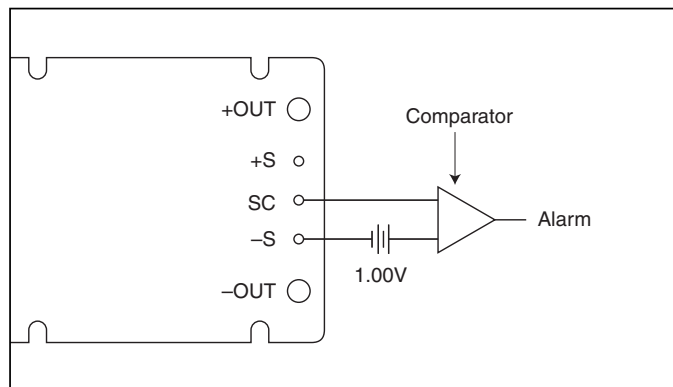 +OUT
Comparator
+S
SC
Alarm
–S
1.00V
–OUT